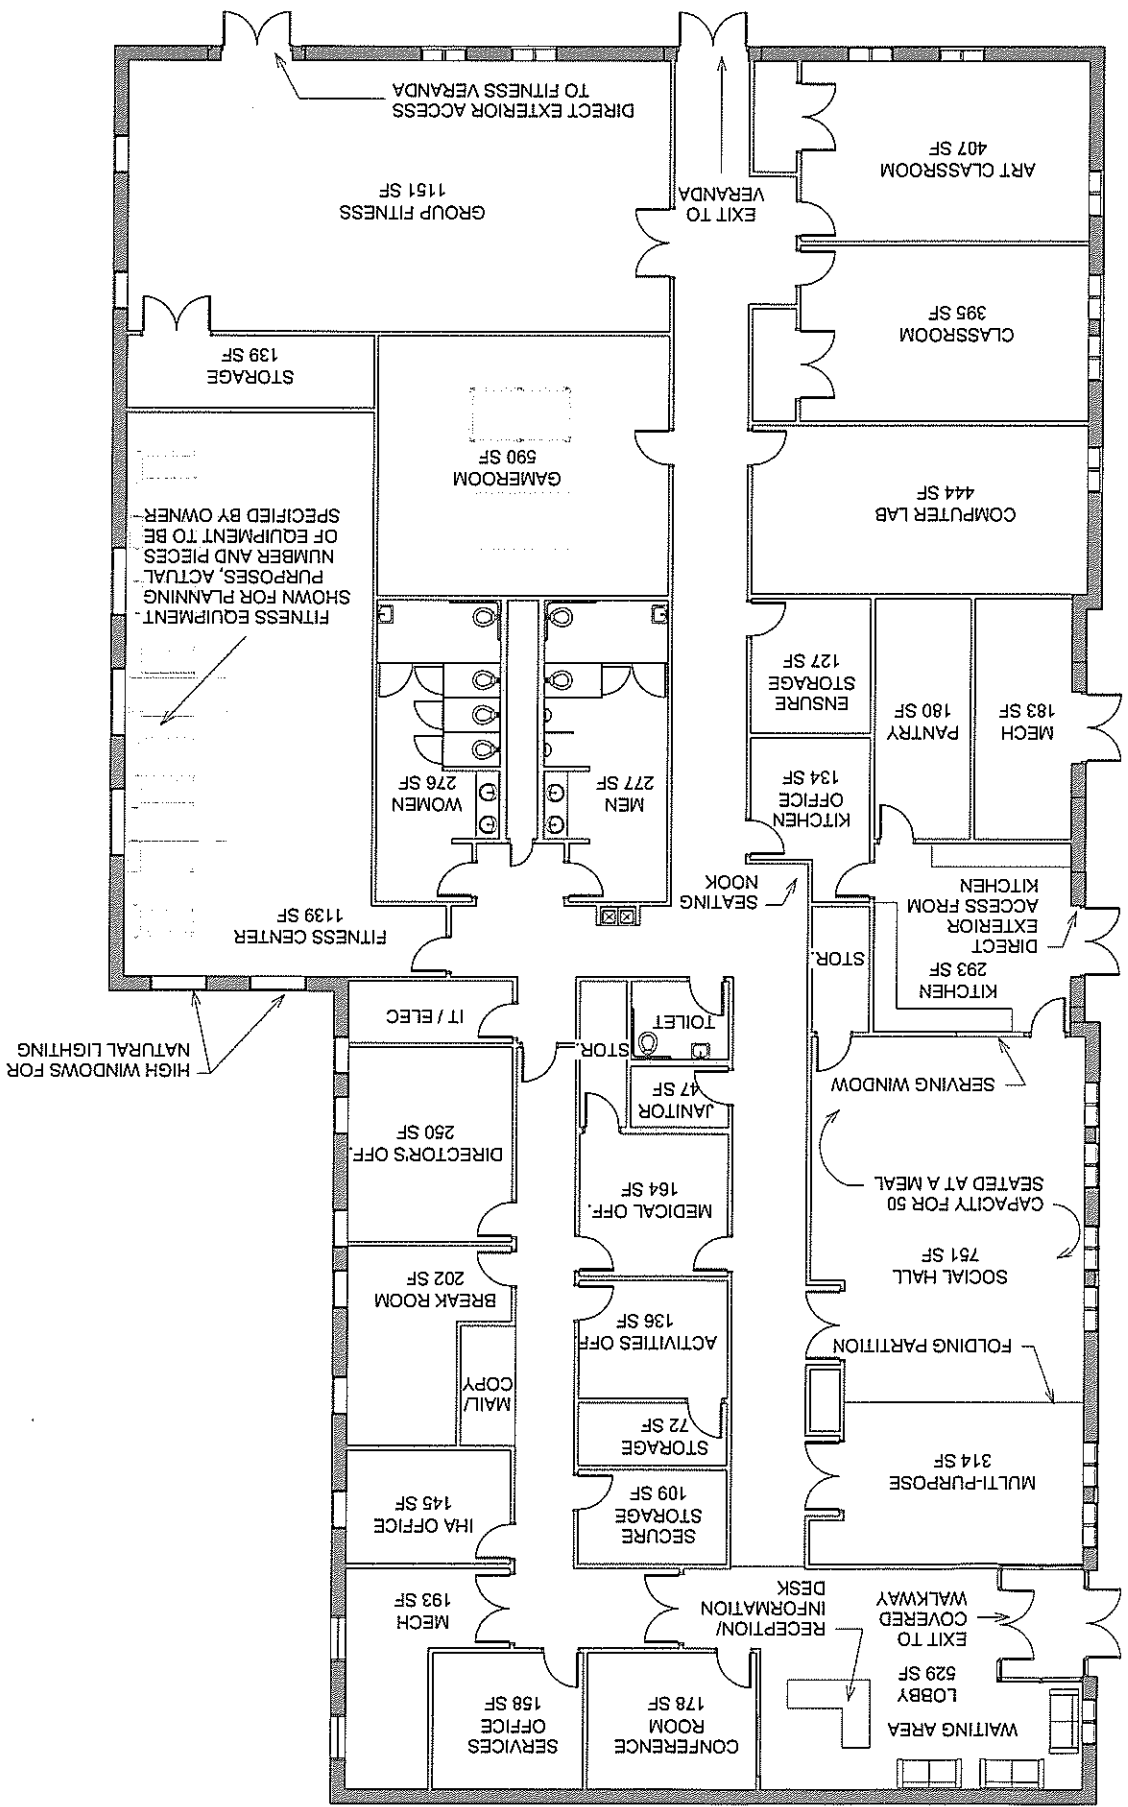 WAITING AREA
LOBBY
529 SF
EXIT TO
COVERED
WALKWAY
RECEPTION/
INFORMATION
DESK
CONFERENCE
ROOM
178 SF
SERVICES
OFFICE
158 SF
MECH
193 SF
MULTI-PURPOSE
314 SF
SECURE
STORAGE
109 SF
IHA OFFICE
145 SF
STORAGE
72 SF
MAIL/
COPY
FOLDING PARTITION
ACTIVITIES OFF
136 SF
BREAK ROOM
202 SF
SOCIAL HALL
751 SF
CAPACITY FOR 50
SEATED AT A MEAL
MEDICAL OFF.
164 SF
DIRECTOR'S OFF.
250 SF
JANITOR
47 SF
SERVING WINDOW
STOR.
TOILET
IT / ELEC
HIGH WINDOWS FOR
NATURAL LIGHTING
KITCHEN
293 SF
DIRECT
EXTERIOR
ACCESS FROM
KITCHEN
STOR.
SEATING
NOOK
FITNESS CENTER
1139 SF
KITCHEN
OFFICE
134 SF
MEN
277 SF
WOMEN
276 SF
MECH
183 SF
PANTRY
180 SF
ENSURE
STORAGE
127 SF
FITNESS EQUIPMENT
SHOWN FOR PLANNING
PURPOSES, ACTUAL
NUMBER AND PIECES
OF EQUIPMENT TO BE
SPECIFIED BY OWNER
COMPUTER LAB
444 SF
GAMEROOM
590 SF
STORAGE
139 SF
CLASSROOM
395 SF
GROUP FITNESS
1151 SF
EXIT TO
VERANDA
ART CLASSROOM
407 SF
DIRECT EXTERIOR ACCESS
TO FITNESS VERANDA